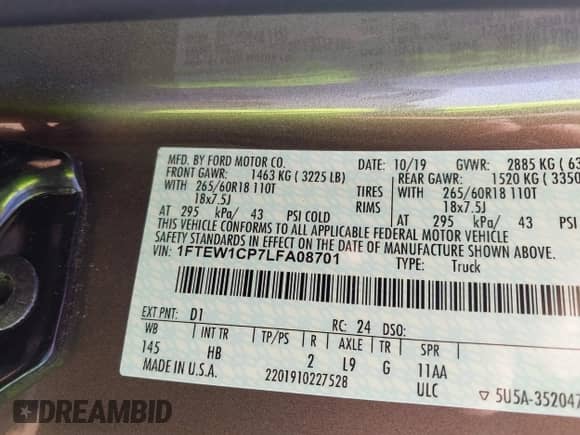 MFD. BY FORD MOTOR CO. DATE: 10/19 GVWR: 2885 KG ( 63
FRONT GAWR: 1463 KG ( 3225 LB) REAR GAWR: 1520 KG ( 3350
WITH 265/60R18 110T TIRES WITH 265/60R18 110T
18x7.5J RIMS 18x7.5J
AT 295 kPa/ 43 PSI COLD AT 295 kPa/ 43 PSI
THIS VEHICLE CONFORMS TO ALL APPLICABLE FEDERAL MOTOR VEHICLE
SAFETY STANDARDS IN EFFECT ON THE DATE OF MANUFACTURE SHOWN
VIN: 1FTEW1CP7LFA08701 TYPE: Truck
EXT PNT: D1 RC: 24 DSO:
WB INT TR TP/PS R AXLE TR SPR
145 HB 2 L9 G 11AA
MADE IN U.S.A. 2201910227528 ULC
▽ 5U5A-352047
DREAMBID